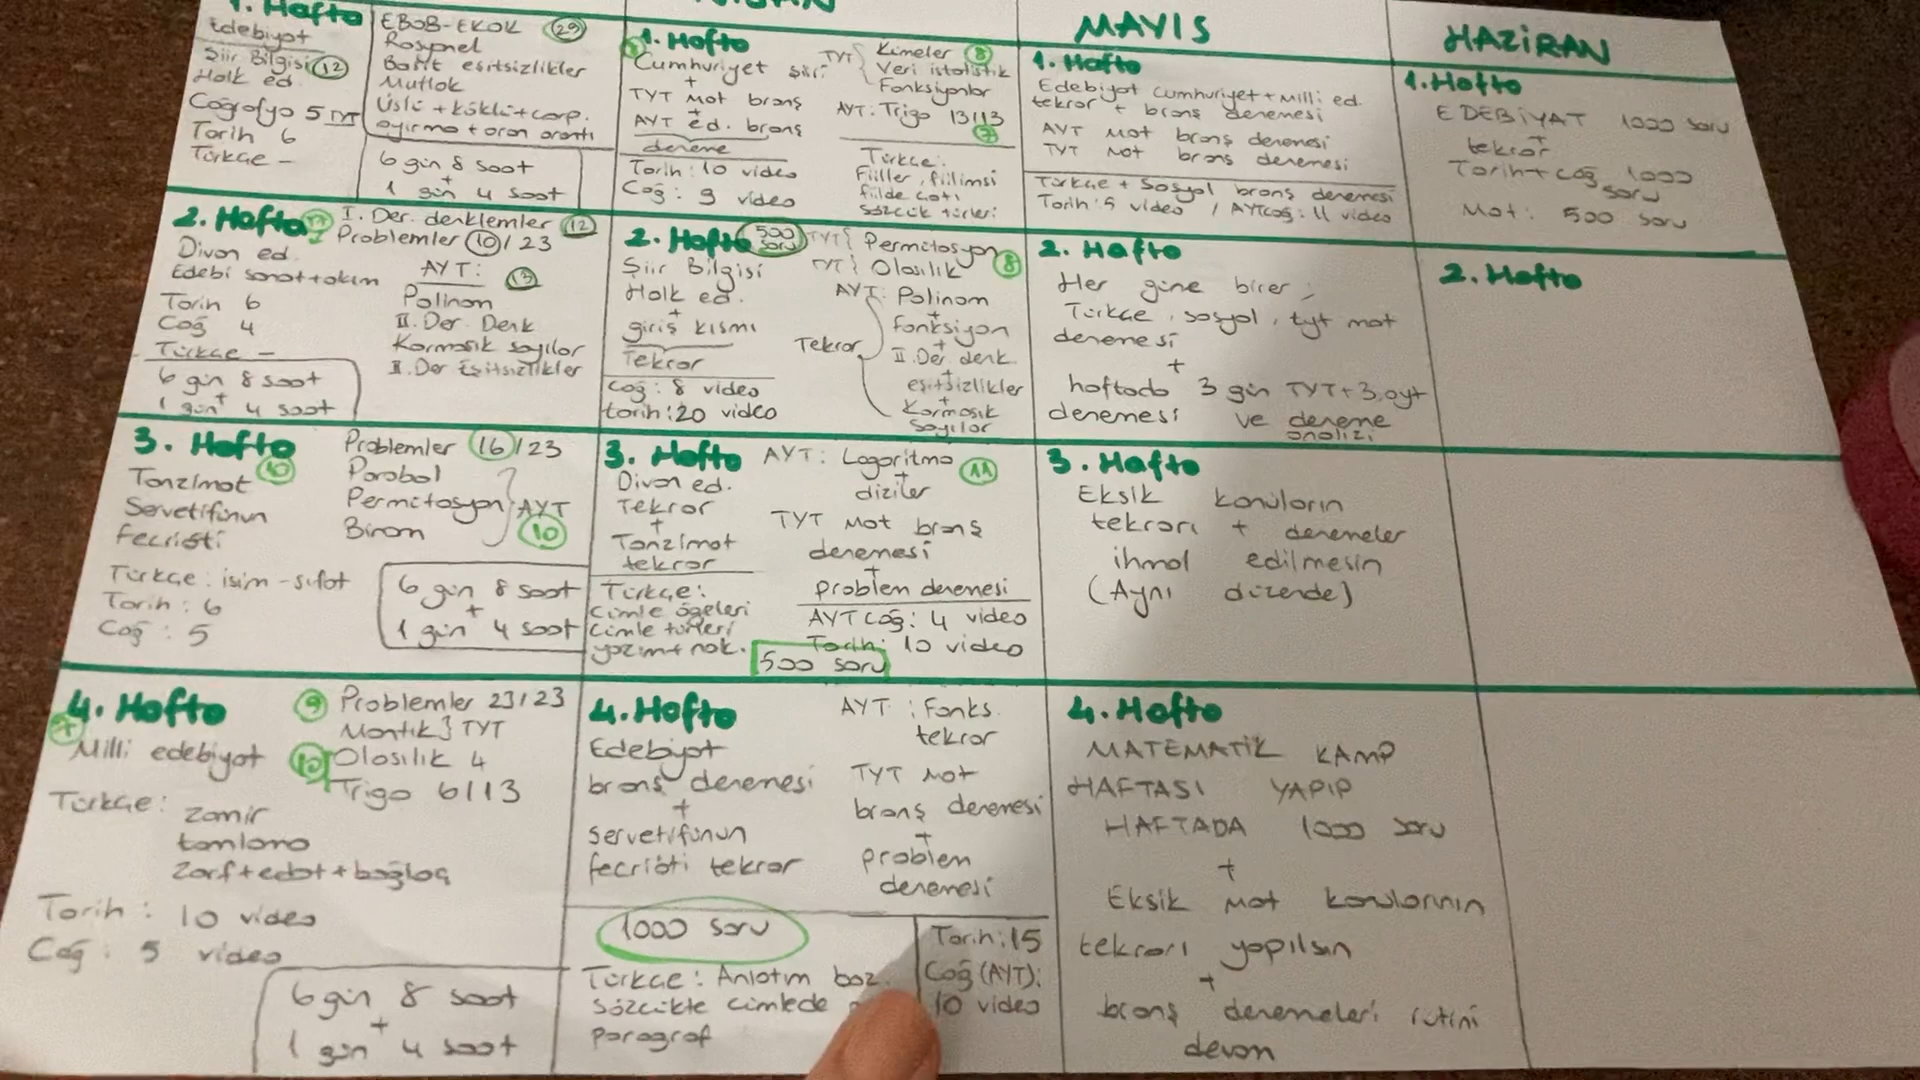 1. Hafta
Edebiyat
Şiir Bilgisi 12
Halk ed.
Coğrafya 5 TYT
Tarih 6
Türkçe -
EBOB-EKOK 29
Rasyonel
Basit eşitsizlikler
Mutlak
Üslü + köklü + çarp.
ayırma + oran orantı
6 gün 8 saat
+
1 gün 4 saat
2. Hafta
Divan ed.
Edebi sanat + akım
Tarih 6
Coğ 4
Türkçe -
6 gün 8 saat
+
1 gün 4 saat
I. Der. denklemler 12
Problemler 10/23
AYT: 13
Polinom
II. Der. Denk
Karmaşık sayılar
II. Der Eşitsizlikler
3. Hafta
Tanzimat 10
Servetifünun
fecriati
Türkçe: isim-sıfat
Tarih: 6
Coğ: 5
Problemler 16/23
Parabol
Permütasyon AYT
Binom 10
6 gün 8 saat
+
1 gün 4 saat
4. Hafta
Milli edebiyat
Türkçe: zamir
tamlama
zarf + edat + bağlaç
Tarih: 10 video
Coğ: 5 video
9 Problemler 23/23
Mantık } TYT
10 Olasılık 4
Trigo 6/13
6 gün 8 saat
+
1 gün 4 saat
1. Hafta
Cumhuriyet şiiri
+
TYT Mat branş
+
AYT ed. branş
deneme
Tarih: 10 video
Coğ: 9 video
TYT { Kümeler 8
Veri istatistik
Fonksiyonlar
AYT: Trigo 13/13
7
Türkçe:
Fiiller, fiilimsi
fiilde çatı
sözcük türleri
2. Hafta 500 soru
Şiir Bilgisi
Halk ed.
+
giriş kısmı
Tekrar
Coğ: 8 video
tarih: 20 video
TYT { Permütasyon
TYT { Olasılık 8
AYT: Polinom
+
fonksiyon
+
II. Der. denk.
+
eşitsizlikler
+
Karmaşık
Sayılar
Tekrar
3. Hafta
Divan ed.
Tekrar
+
Tanzimat
tekrar
Türkçe:
Cümle ögeleri
Cümle türleri
yazım + nok.
AYT: Logaritma 11
+
diziler
TYT Mat branş
denemesi
+
problem denemesi
AYT Coğ: 4 video
Tarih: 10 video
500 soru
4. Hafta
Edebiyat
branş denemesi
+
servetifünun
fecriati tekrar
AYT: Fonks.
tekrar
TYT Mat
branş denemesi
+
problem
denemesi
1000 soru
Türkçe: Anlatım boz.
Sözcükte cümlede
paragraf
Tarih: 15
Coğ (AYT):
10 video
MAYIS
1. Hafta
Edebiyat cumhuriyet + milli ed.
tekrar + branş denemesi
AYT Mat branş denemesi
TYT Mat branş denemesi
Türkçe + Sosyal branş denemesi
Tarih: 5 video / AYT coğ: 11 video
2. Hafta
Her güne birer;
Türkçe, sosyal, tyt mat
denemesi
+
haftada 3 gün TYT + 3 ayt
denemesi ve deneme
analizi
3. Hafta
Eksik konuların
tekrarı + denemeler
ihmal edilmesin
(Aynı düzende)
4. Hafta
MATEMATİK KAMP
HAFTASI YAPIP
HAFTADA 1000 soru
+
Eksik Mat konularının
tekrarı yapılsın
+
branş denemeleri rutini
devam
HAZİRAN
1. Hafta
EDEBİYAT 1000 soru
+
tekrar
Tarih + coğ 1000
soru
Mat: 500 soru
2. Hafta